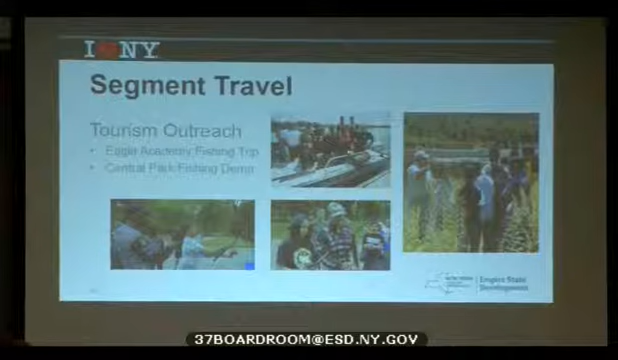 I NY
Segment Travel
Tourism Outreach
• Eagle Academy Fishing Trip
• Central Park Fishing Demo
Empire State
Development
37BOARDROOM@ESD.NY.GOV